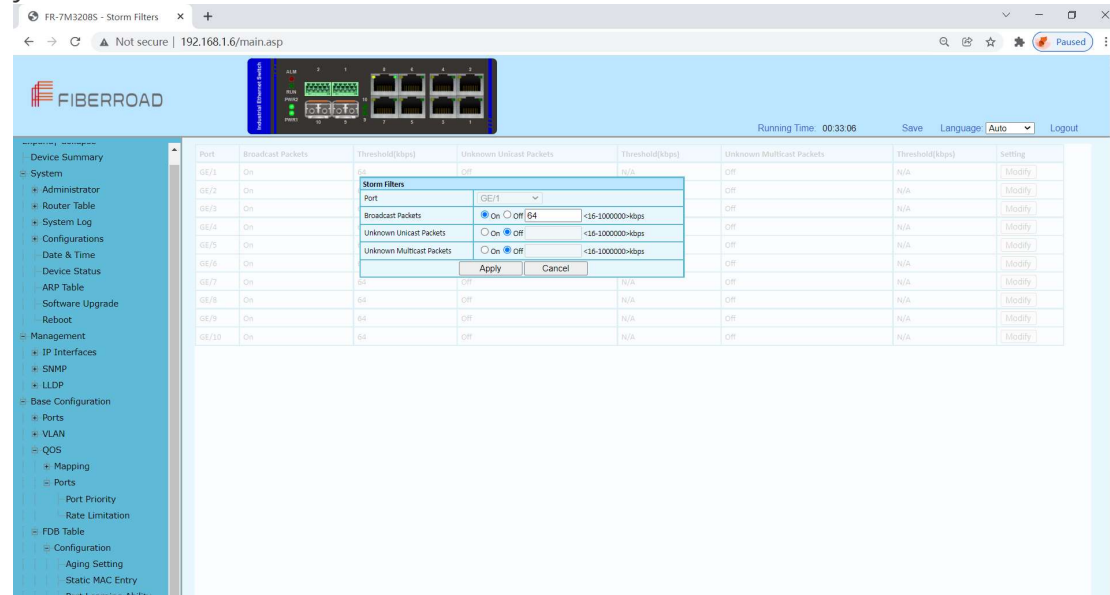 FR-7M3208S - Storm Filters
Not secure | 192.168.1.6/main.asp
Paused
FIBERROAD
Industrial Ethernet Switch
ALM
RUN
PWR2
PWR1
Running Time: 00:33:06 Save Language: Auto Logout
Device Summary
System
Administrator
Router Table
System Log
Configurations
Date & Time
Device Status
ARP Table
Software Upgrade
Reboot
Management
IP Interfaces
SNMP
LLDP
Base Configuration
Ports
VLAN
QOS
Mapping
Ports
Port Priority
Rate Limitation
FDB Table
Configuration
Aging Setting
Static MAC Entry
Port Broadcast Packets Threshold(kbps) Unknown Unicast Packets Threshold(kbps) Unknown Multicast Packets Threshold(kbps) Setting
GE/1 On 64 Off N/A Off N/A Modify
GE/2 On Off N/A Modify
GE/3 On Off N/A Modify
GE/4 On Off N/A Modify
GE/5 On Off N/A Modify
GE/6 On Off N/A Modify
GE/7 On 64 Off N/A Off N/A Modify
GE/8 On 64 Off N/A Off N/A Modify
GE/9 On 64 Off N/A Off N/A Modify
GE/10 On 64 Off N/A Off N/A Modify
Storm Filters
Port GE/1
Broadcast Packets On Off 64 <16-1000000>kbps
Unknown Unicast Packets On Off <16-1000000>kbps
Unknown Multicast Packets On Off <16-1000000>kbps
Apply Cancel